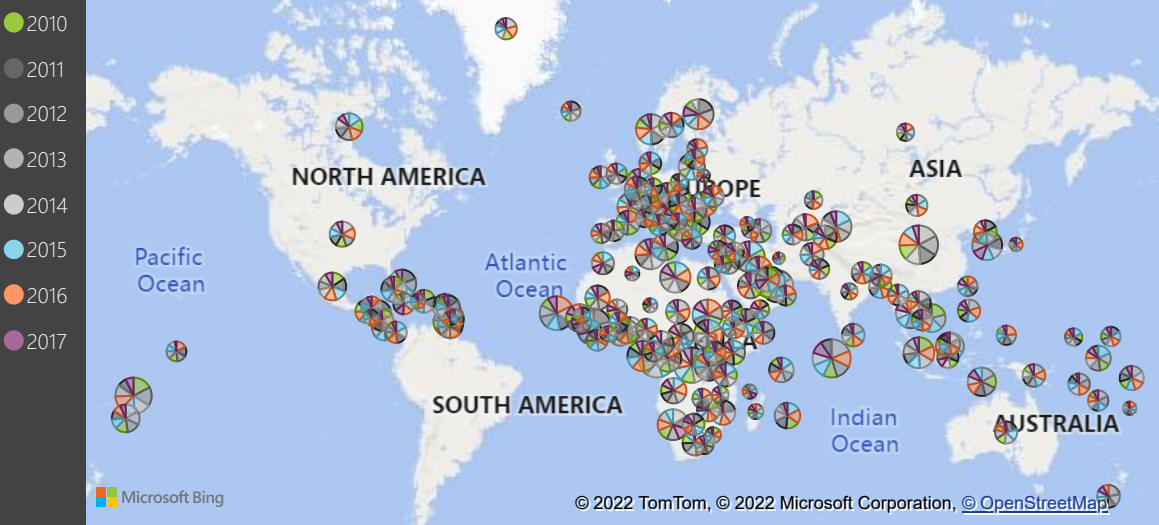 2010
2011
2012
2013
2014
2015
2016
2017
NORTH AMERICA
ASIA
Pacific
Ocean
Atlantic
Ocean
SOUTH AMERICA
Indian
Ocean
AUSTRALIA
Microsoft Bing
© 2022 TomTom, © 2022 Microsoft Corporation, © OpenStreetMap